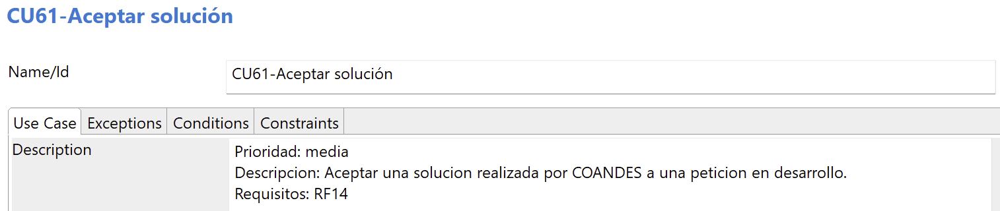 CU61-Aceptar solución
Name/Id
CU61-Aceptar solución
Use Case
Exceptions
Conditions
Constraints
Description
Prioridad: media
Descripcion: Aceptar una solucion realizada por COANDES a una peticion en desarrollo.
Requisitos: RF14